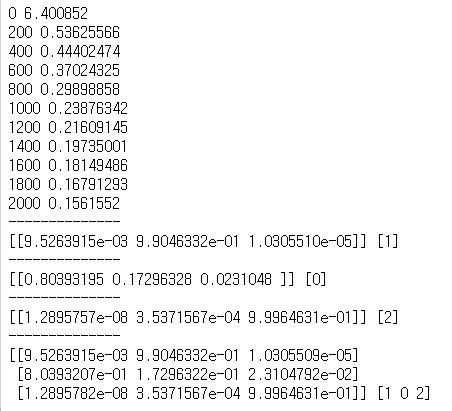 0 6.400852
200 0.53625566
400 0.44402474
600 0.37024325
800 0.29898858
1000 0.23876342
1200 0.21609145
1400 0.19735001
1600 0.18149486
1800 0.16791293
2000 0.1561552
--------------
[[9.5263915e-03 9.9046332e-01 1.0305510e-05]] [1]
--------------
[[0.80393195 0.17296328 0.0231048 ]] [0]
--------------
[[1.2895757e-08 3.5371567e-04 9.9964631e-01]] [2]
--------------
[[9.5263915e-03 9.9046332e-01 1.0305509e-05]
[8.0393207e-01 1.7296322e-01 2.3104792e-02]
[1.2895782e-08 3.5371567e-04 9.9964631e-01]] [1 0 2]